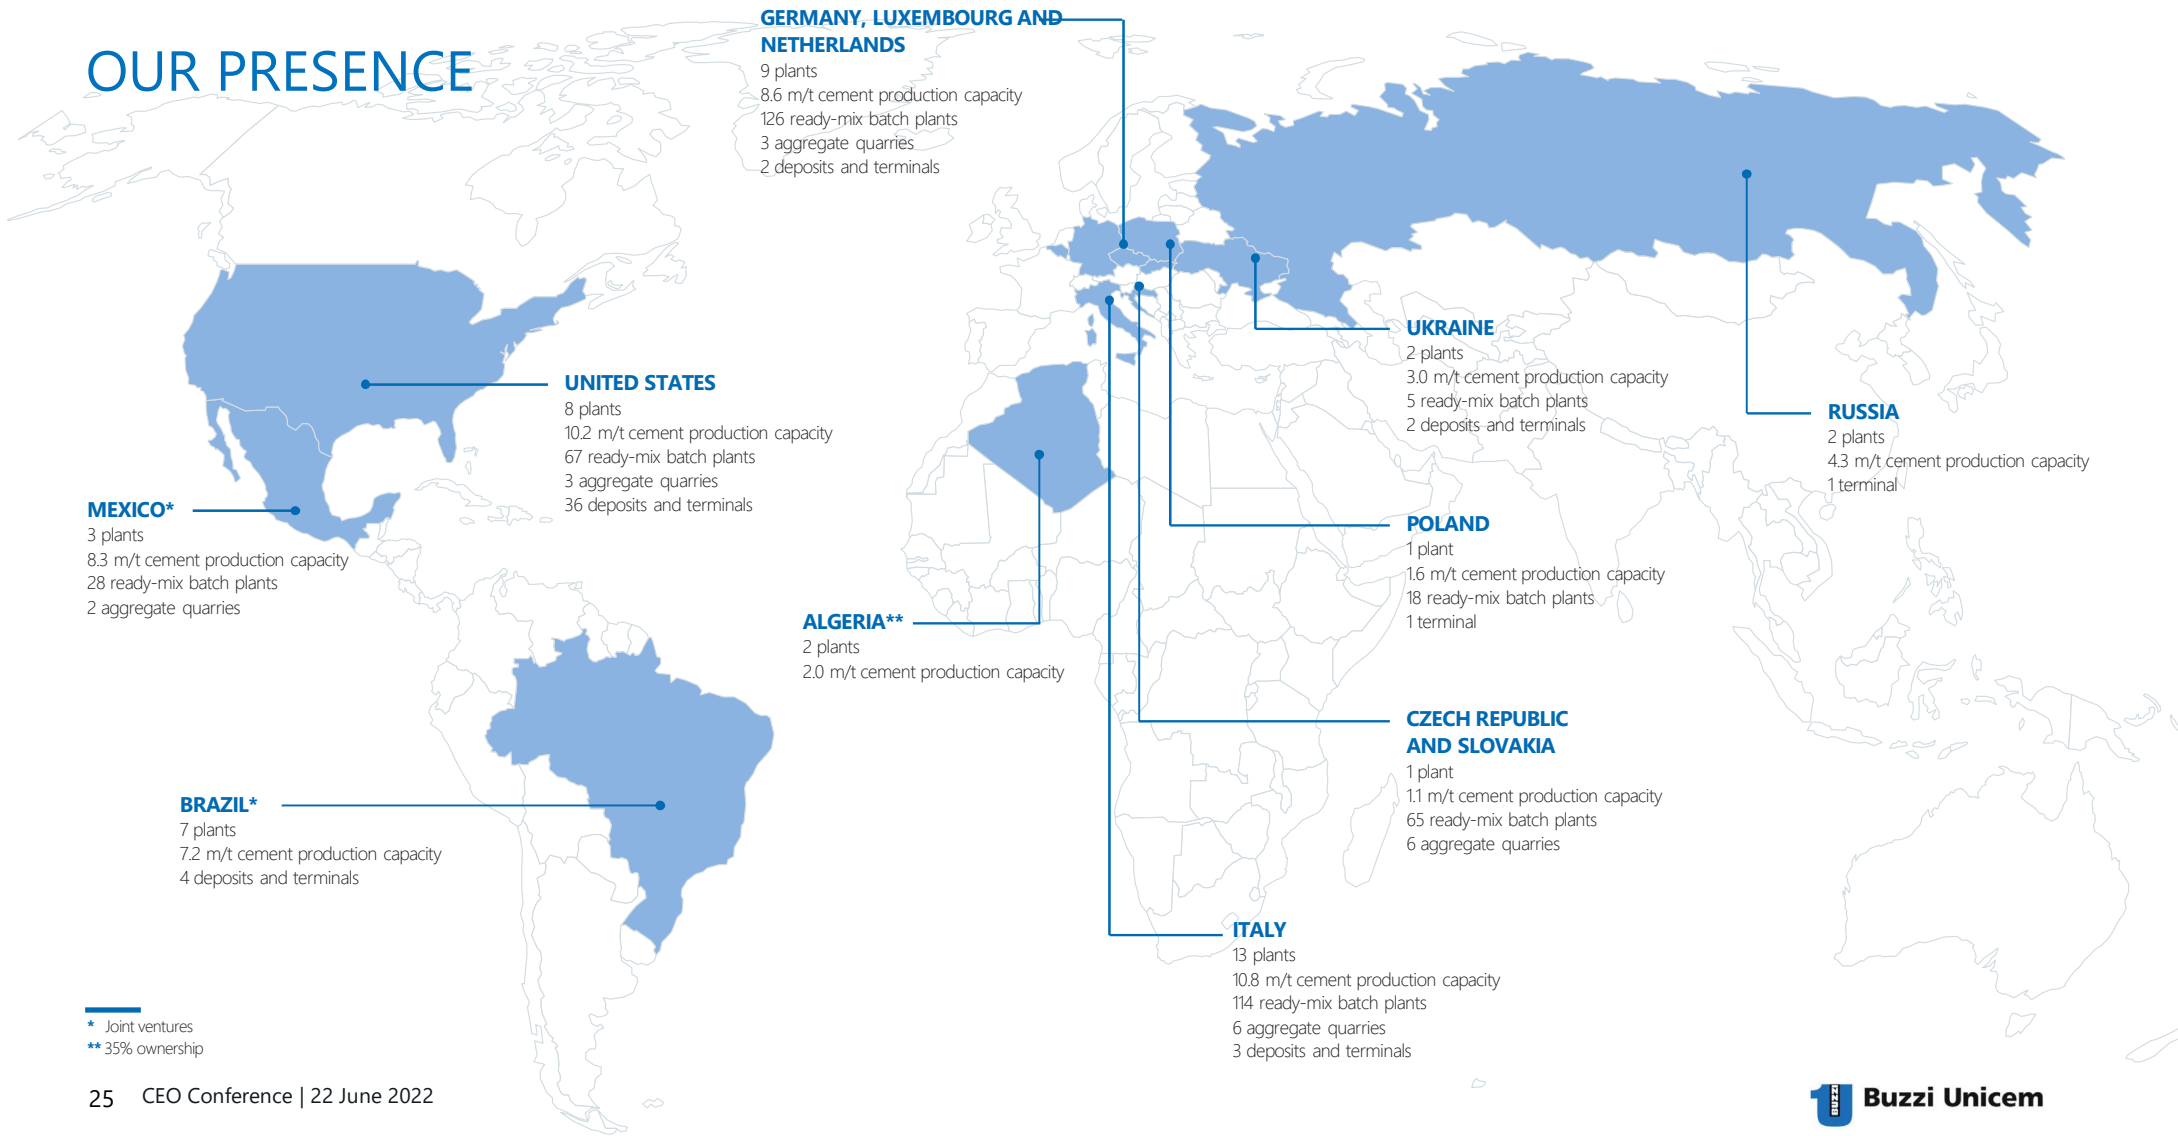 OUR PRESENCE
GERMANY, LUXEMBOURG AND
NETHERLANDS
9 plants
8.6 m/t cement production capacity
126 ready-mix batch plants
3 aggregate quarries
2 deposits and terminals
UNITED STATES
8 plants
10.2 m/t cement production capacity
67 ready-mix batch plants
3 aggregate quarries
36 deposits and terminals
MEXICO*
3 plants
8.3 m/t cement production capacity
28 ready-mix batch plants
2 aggregate quarries
BRAZIL*
7 plants
7.2 m/t cement production capacity
4 deposits and terminals
ALGERIA**
2 plants
2.0 m/t cement production capacity
UKRAINE
2 plants
3.0 m/t cement production capacity
5 ready-mix batch plants
2 deposits and terminals
RUSSIA
2 plants
4.3 m/t cement production capacity
1 terminal
POLAND
1 plant
1.6 m/t cement production capacity
18 ready-mix batch plants
1 terminal
CZECH REPUBLIC
AND SLOVAKIA
1 plant
1.1 m/t cement production capacity
65 ready-mix batch plants
6 aggregate quarries
ITALY
13 plants
10.8 m/t cement production capacity
114 ready-mix batch plants
6 aggregate quarries
3 deposits and terminals
* Joint ventures
** 35% ownership
25 CEO Conference | 22 June 2022
BUZZI
Buzzi Unicem